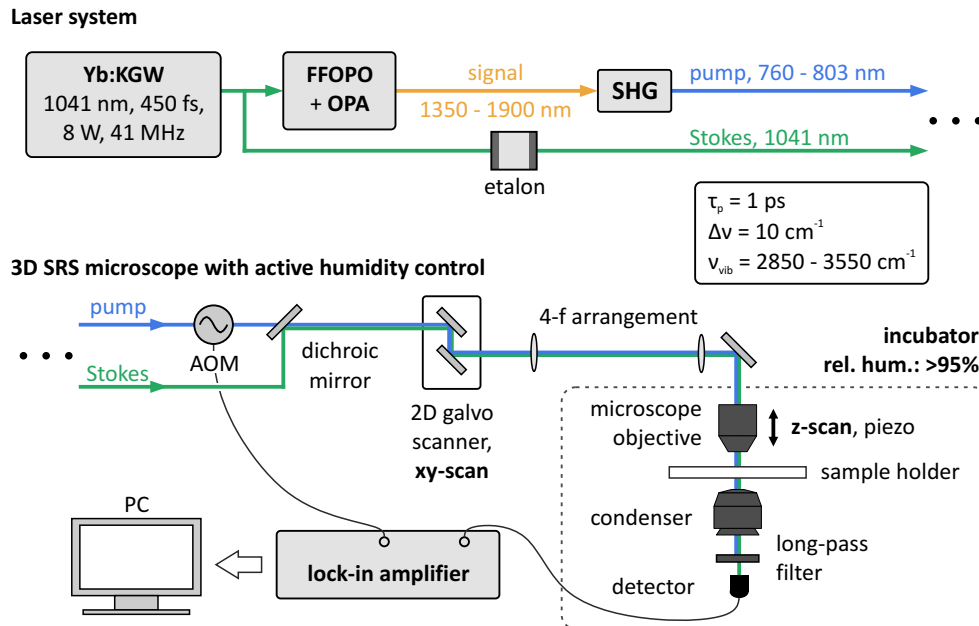 Laser system
Yb:KGW
1041 nm, 450 fs,
8 W, 41 MHz
FFOPO
+ OPA
signal
1350 - 1900 nm
SHG
pump, 760 - 803 nm
Stokes, 1041 nm
etalon
τₚ = 1 ps
Δν = 10 cm⁻¹
ν_vib = 2850 - 3550 cm⁻¹
3D SRS microscope with active humidity control
pump
Stokes
AOM
dichroic
mirror
2D galvo
scanner,
xy-scan
4-f arrangement
incubator
rel. hum.: >95%
microscope
objective
z-scan, piezo
sample holder
condenser
long-pass
filter
detector
PC
lock-in amplifier